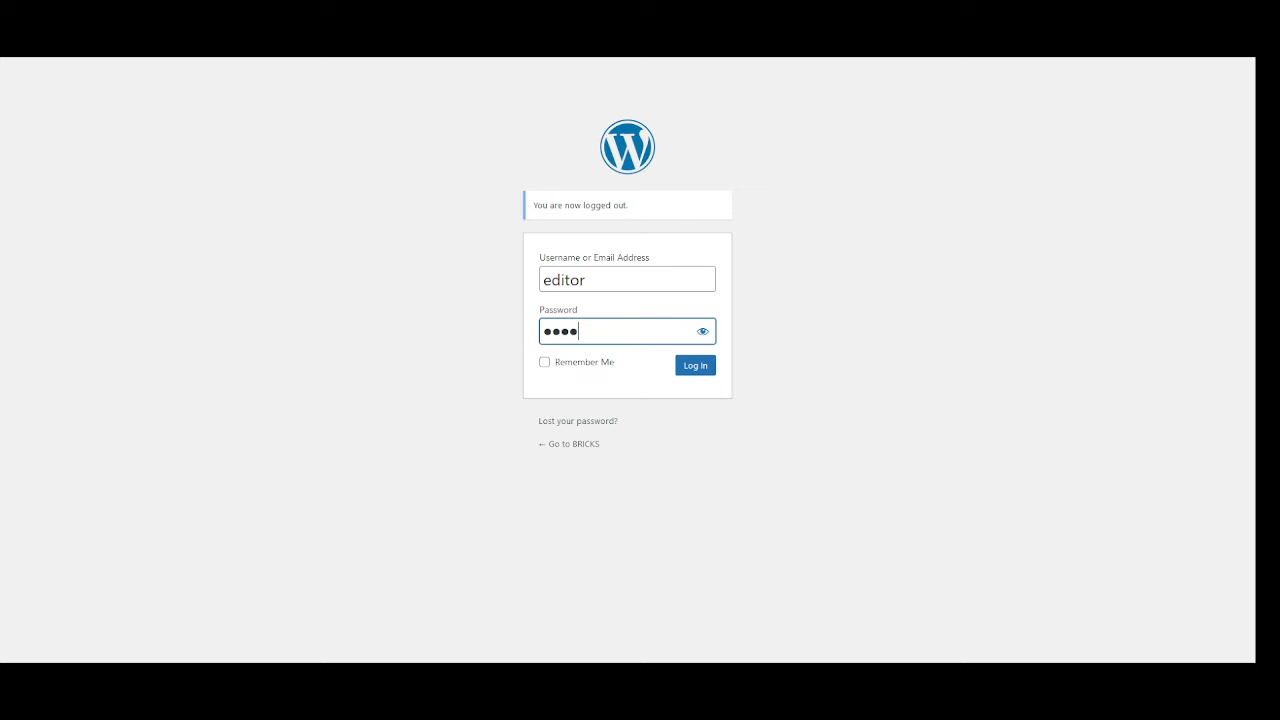 You are now logged out.
Username or Email Address
editor
Password
••••
Remember Me
Log In
Lost your password?
← Go to BRICKS